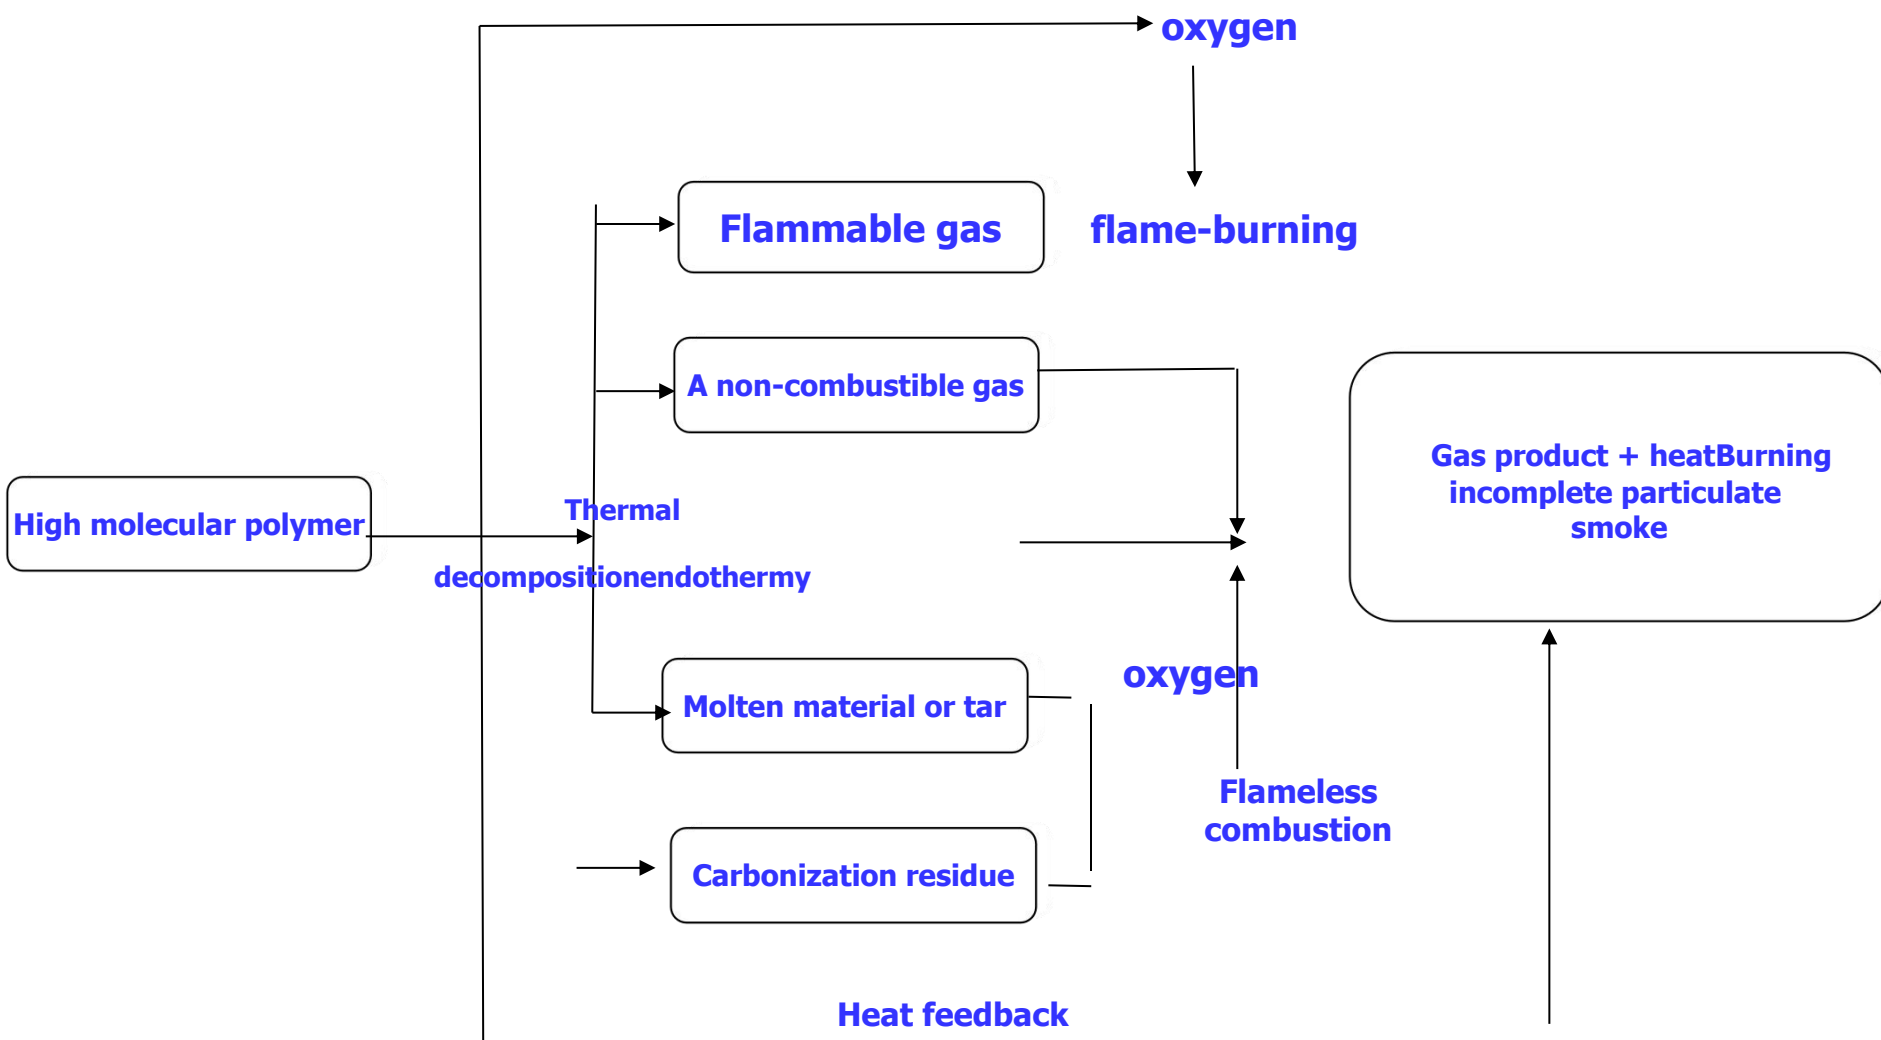 oxygen
Flammable gas
flame-burning
A non-combustible gas
Gas product + heatBurning
incomplete particulate
smoke
High molecular polymer
Thermal
decompositionendothermy
oxygen
Molten material or tar
Flameless
combustion
Carbonization residue
Heat feedback